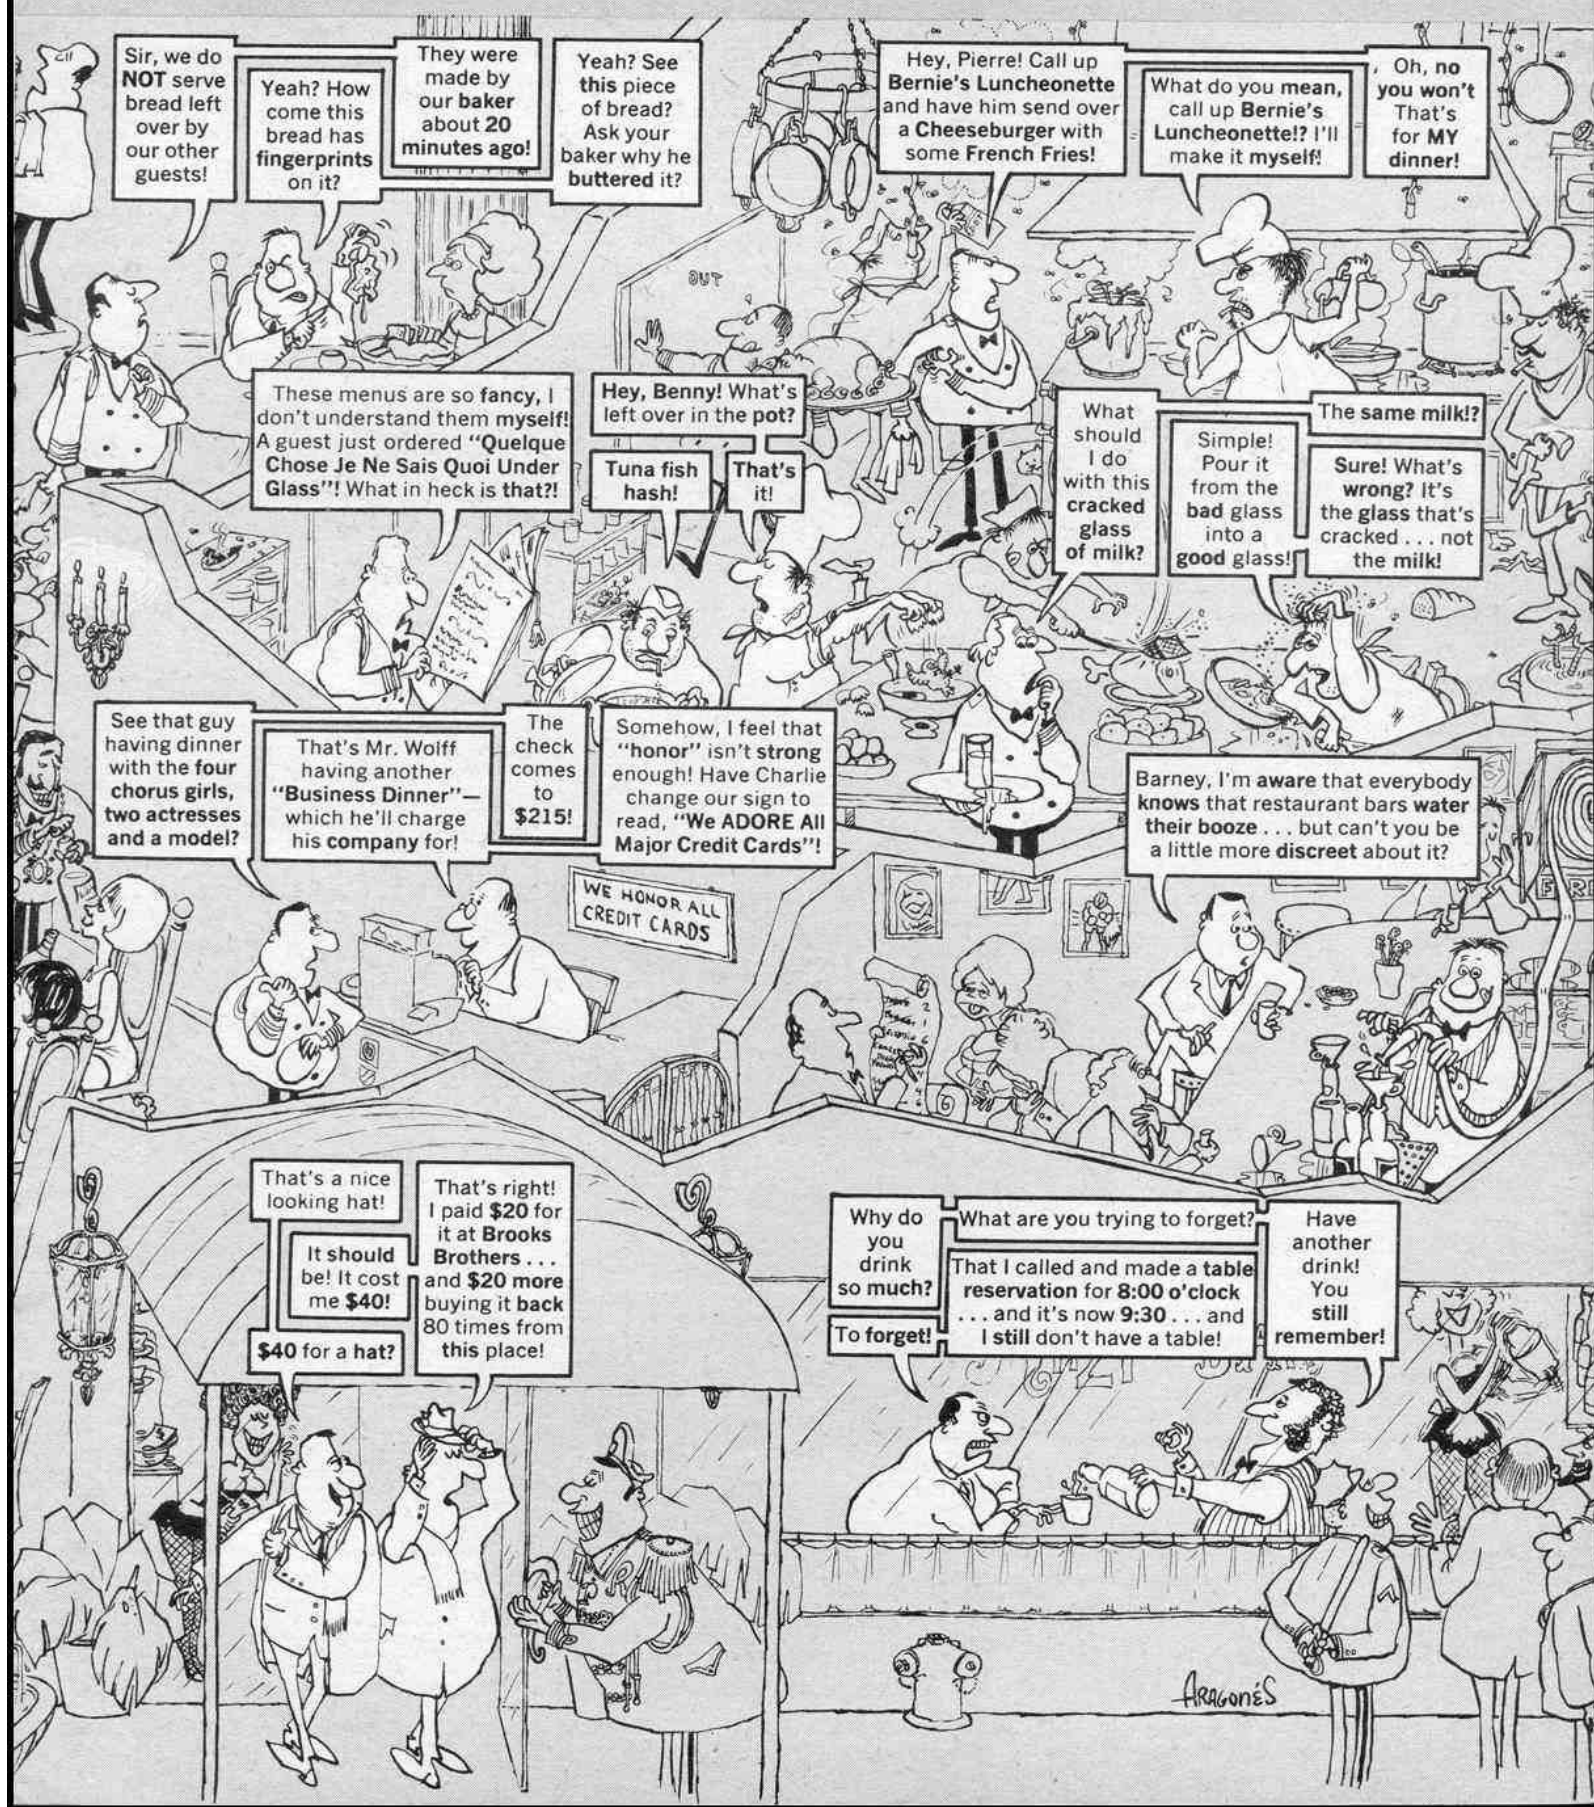 Sir, we do
NOT serve
bread left
over by
our other
guests!
Yeah? How
come this
bread has
fingerprints
on it?
They were
made by
our baker
about 20
minutes ago!
Yeah? See
this piece
of bread?
Ask your
baker why he
buttered it?
Hey, Pierre! Call up
Bernie's Luncheonette
and have him send over
a Cheeseburger with
some French Fries!
What do you mean,
call up Bernie's
Luncheonette!? I'll
make it myself!
Oh, no
you won't
That's
for MY
dinner!
OUT
These menus are so fancy, I
don't understand them myself!
A guest just ordered "Quelque
Chose Je Ne Sais Quoi Under
Glass"! What in heck is that?!
Hey, Benny! What's
left over in the pot?
Tuna fish
hash!
That's
it!
What
should
I do
with this
cracked
glass
of milk?
Simple!
Pour it
from the
bad glass
into a
good glass!
The same milk!?
Sure! What's
wrong? It's
the glass that's
cracked . . . not
the milk!
See that guy
having dinner
with the four
chorus girls,
two actresses
and a model?
That's Mr. Wolff
having another
"Business Dinner"—
which he'll charge
his company for!
The
check
comes
to
$215!
Somehow, I feel that
"honor" isn't strong
enough! Have Charlie
change our sign to
read, "We ADORE All
Major Credit Cards"!
WE HONOR ALL
CREDIT CARDS
Barney, I'm aware that everybody
knows that restaurant bars water
their booze . . . but can't you be
a little more discreet about it?
That's a nice
looking hat!
It should
be! It cost
me $40!
$40 for a hat?
That's right!
I paid $20 for
it at Brooks
Brothers . . .
and $20 more
buying it back
80 times from
this place!
Why do
you
drink
so much?
To forget!
What are you trying to forget?
That I called and made a table
reservation for 8:00 o'clock
. . . and it's now 9:30 . . . and
I still don't have a table!
Have
another
drink!
You
still
remember!
ARAGONÉS